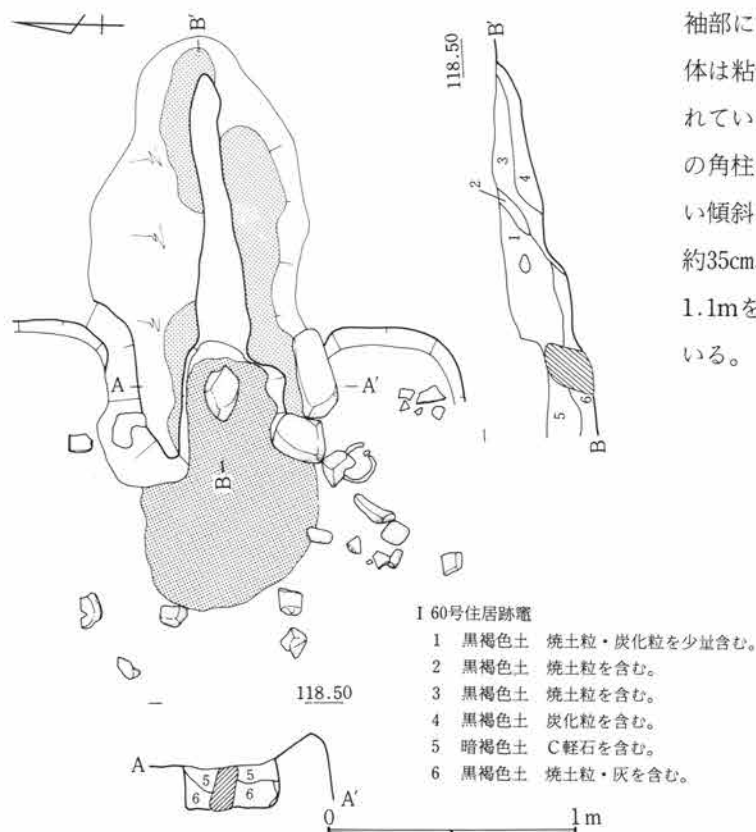 袖部に
体は粘
れてい
の角柱
い傾斜
約35cm
1.1mを
いる。
B′
B′
118.50
3
4
2
1
5
6
B
A
A′
B
118.50
A
5
5
6
6
A′
I 60号住居跡竈
1 黒褐色土 焼土粒・炭化粒を少量含む。
2 黒褐色土 焼土粒を含む。
3 黒褐色土 焼土粒を含む。
4 黒褐色土 炭化粒を含む。
5 暗褐色土 C軽石を含む。
6 黒褐色土 焼土粒・灰を含む。
0 1m